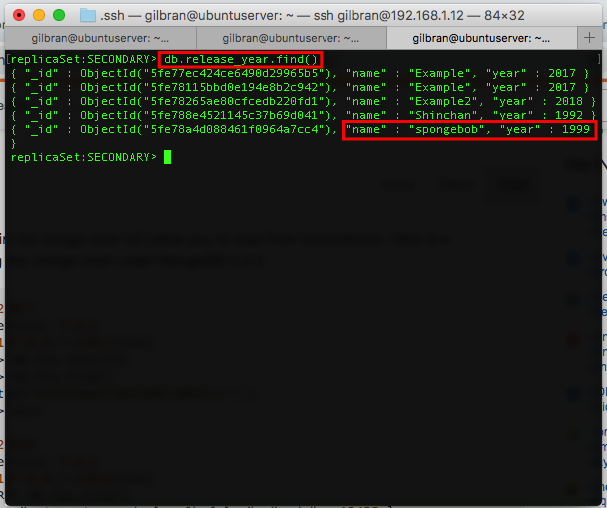 .ssh — gilbran@ubuntuserver: ~ — ssh gilbran@192.168.1.12 — 84×32
gilbran@ubuntuserver: ~... gilbran@ubuntuserver: ~... gilbran@ubuntuserver: ~... +
[replicaSet:SECONDARY> db.release_year.find() ]
{ "_id" : ObjectId("5fe77ec424ce6490d29965b5"), "name" : "Example", "year" : 2017 }
{ "_id" : ObjectId("5fe78115bbd0e194e8b2c942"), "name" : "Example", "year" : 2017 }
{ "_id" : ObjectId("5fe78265ae80cfcedb220fd1"), "name" : "Example2", "year" : 2018 }
{ "_id" : ObjectId("5fe788e4521145c37b69d041"), "name" : "Shinchan", "year" : 1992 }
{ "_id" : ObjectId("5fe78a4d088461f0964a7cc4"), "name" : "spongebob", "year" : 1999
}
replicaSet:SECONDARY>